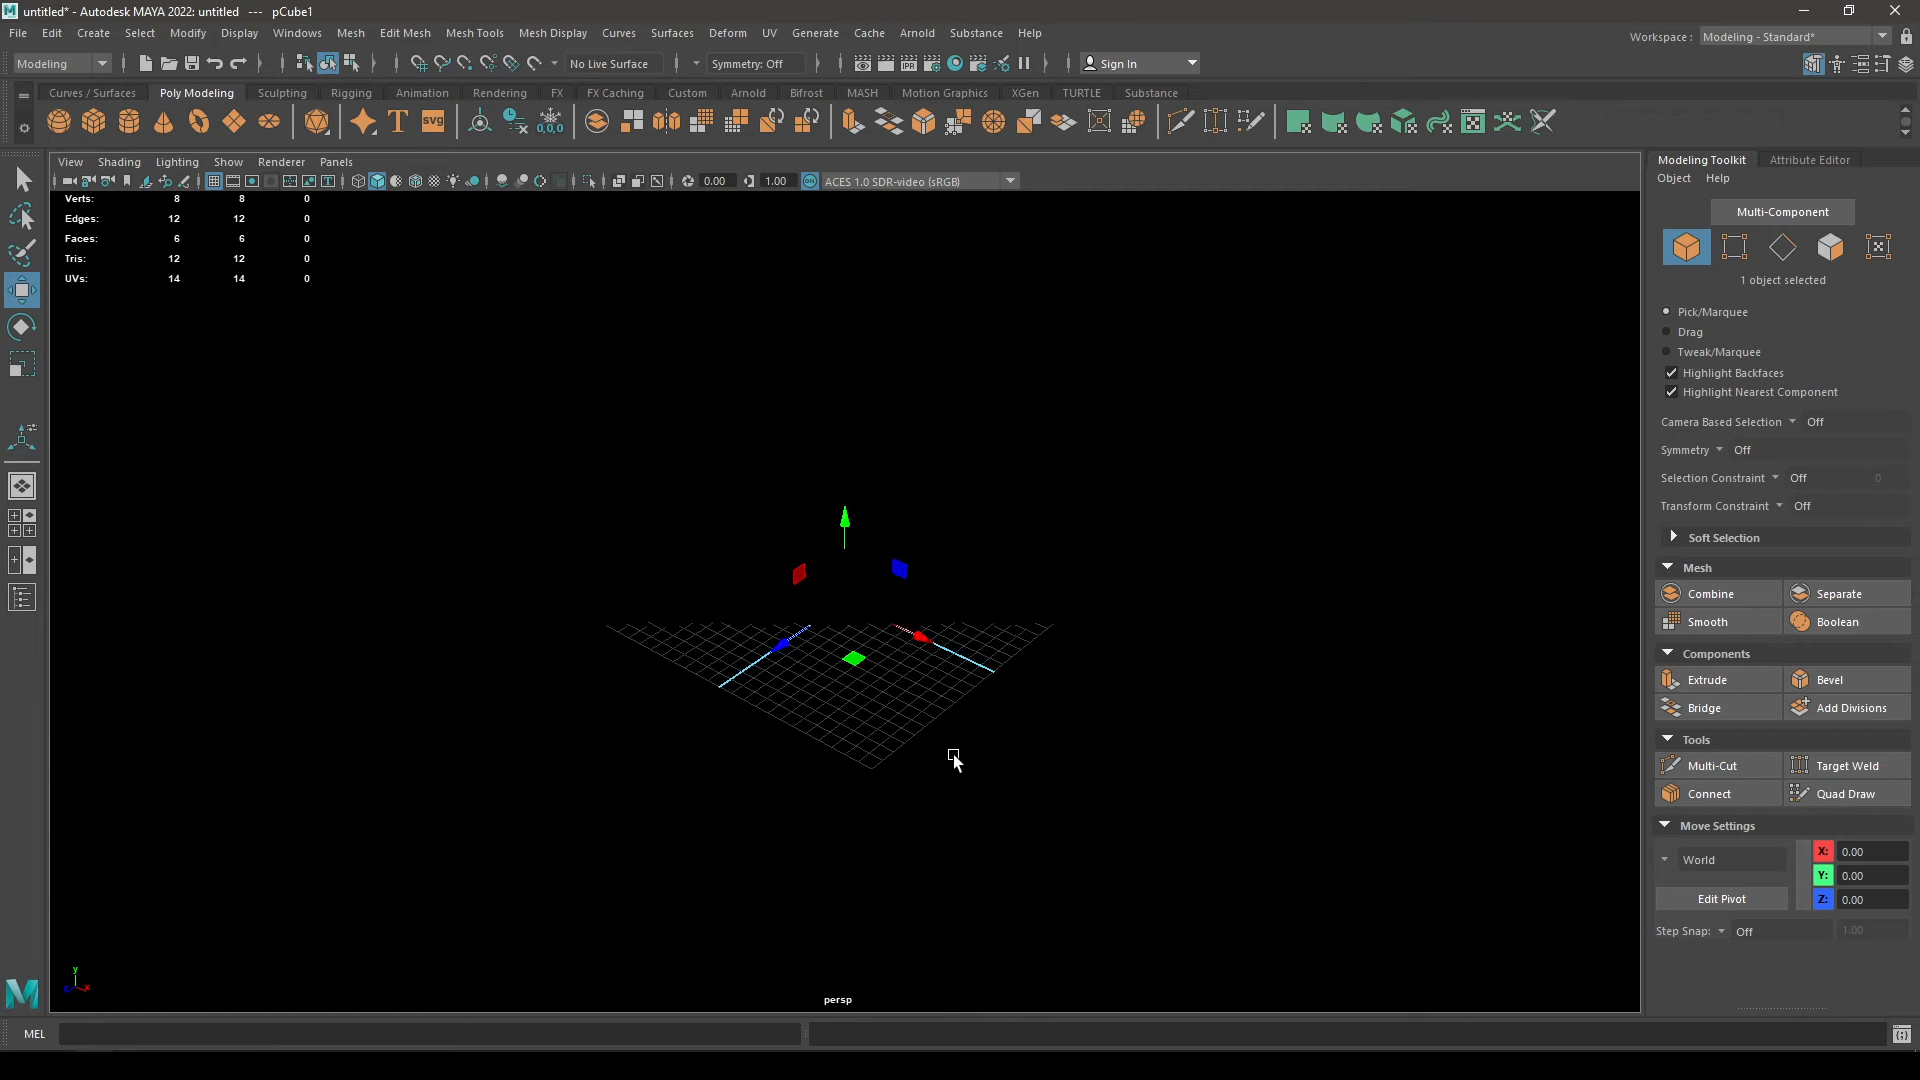 untitled* - Autodesk MAYA 2022: untitled --- pCube1
File Edit Create Select Modify Display Windows Mesh Edit Mesh Mesh Tools Mesh Display Curves Surfaces Deform UV Generate Cache Arnold Substance Help
Workspace : Modeling - Standard*
Modeling No Live Surface Symmetry: Off Sign In
Curves / Surfaces Poly Modeling Sculpting Rigging Animation Rendering FX FX Caching Custom Arnold Bifrost MASH Motion Graphics XGen TURTLE Substance
View Shading Lighting Show Renderer Panels
0.00 1.00 ACES 1.0 SDR-video (sRGB)
Verts: 8 8 0
Edges: 12 12 0
Faces: 6 6 0
Tris: 12 12 0
UVs: 14 14 0
y
x
persp
Modeling Toolkit Attribute Editor
Object Help
Multi-Component
1 object selected
Pick/Marquee
Drag
Tweak/Marquee
Highlight Backfaces
Highlight Nearest Component
Camera Based Selection Off
Symmetry Off
Selection Constraint Off 0
Transform Constraint Off
Soft Selection
Mesh
Combine Separate
Smooth Boolean
Components
Extrude Bevel
Bridge Add Divisions
Tools
Multi-Cut Target Weld
Connect Quad Draw
Move Settings
World
X: 0.00
Y: 0.00
Edit Pivot
Z: 0.00
Step Snap: Off 1.00
MEL